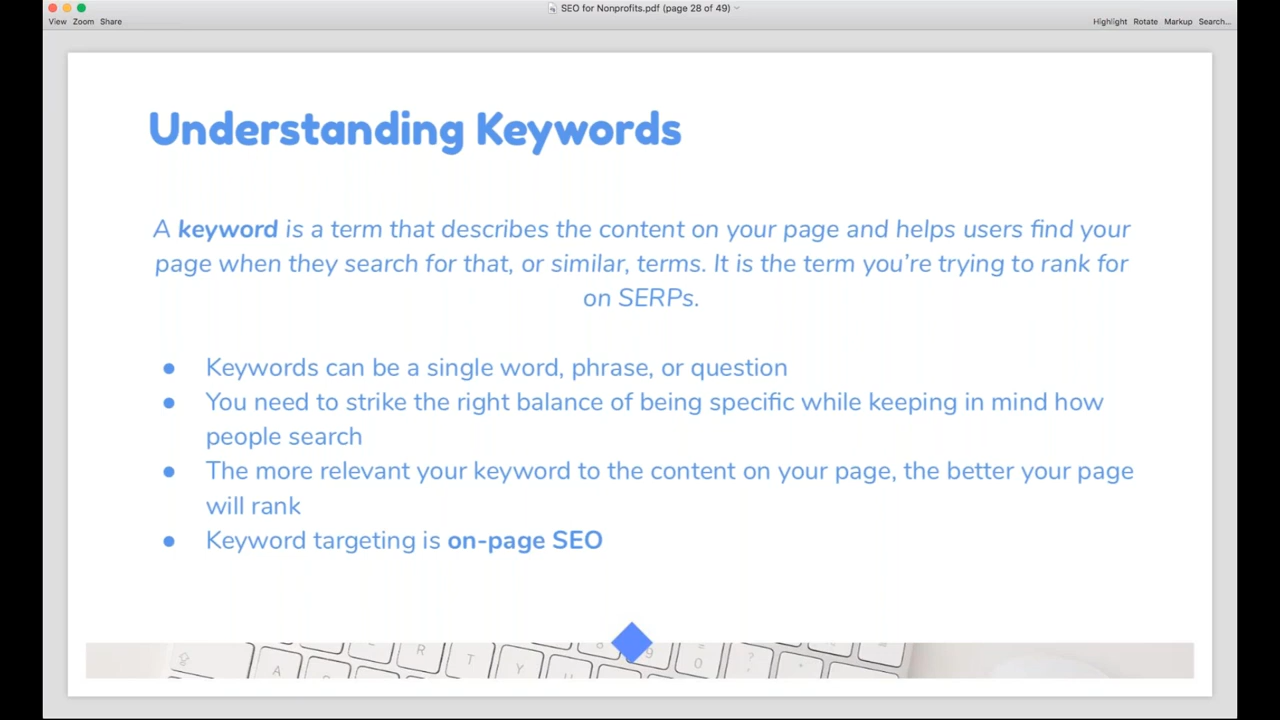 SEO for Nonprofits.pdf (page 28 of 49)
View Zoom Share
Highlight Rotate Markup Search...
Understanding Keywords
A keyword is a term that describes the content on your page and helps users find your
page when they search for that, or similar, terms. It is the term you’re trying to rank for
on SERPs.
● Keywords can be a single word, phrase, or question
● You need to strike the right balance of being specific while keeping in mind how
people search
● The more relevant your keyword to the content on your page, the better your page
will rank
● Keyword targeting is on-page SEO
R T 8 9
A Y U 0 ?